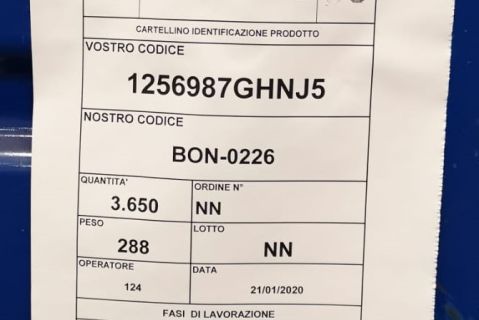 CARTELLINO IDENTIFICAZIONE PRODOTTO
VOSTRO CODICE
1256987GHNJ5
NOSTRO CODICE
BON-0226
QUANTITA' ORDINE N°
3.650 NN
PESO LOTTO
288 NN
OPERATORE DATA
124 21/01/2020
FASI DI LAVORAZIONE